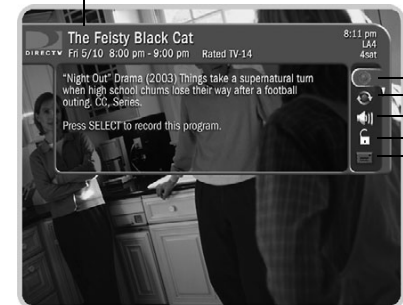 The Feisty Black Cat
8:11 pm
DIRECTV
Fri 5/10 8:00 pm - 9:00 pm Rated TV-14
LA4
4sat
"Night Out" Drama (2003) Things take a supernatural turn
when high school chums lose their way after a football
outing. CC, Series.
Press SELECT to record this program.